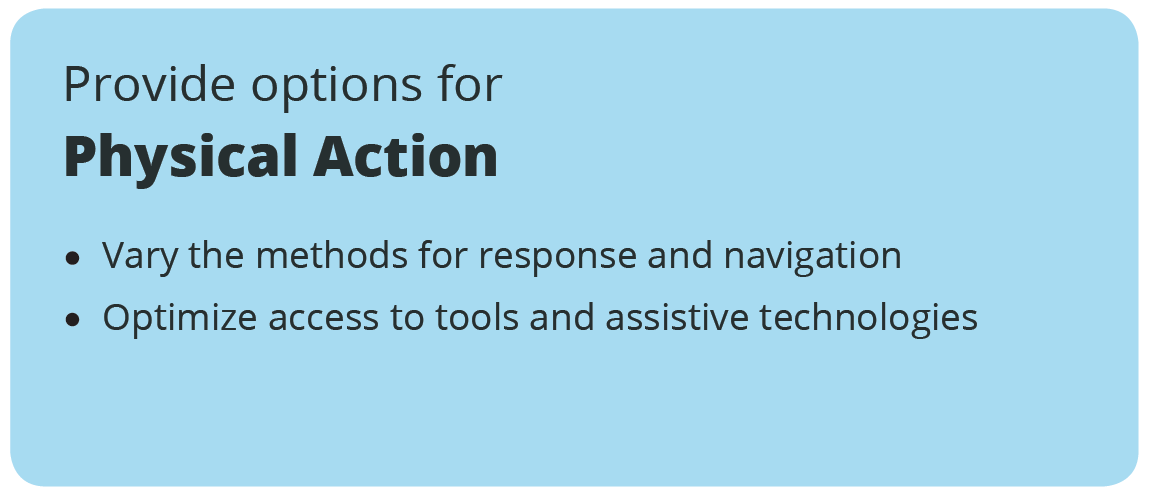 Provide options for
Physical Action
• Vary the methods for response and navigation
• Optimize access to tools and assistive technologies